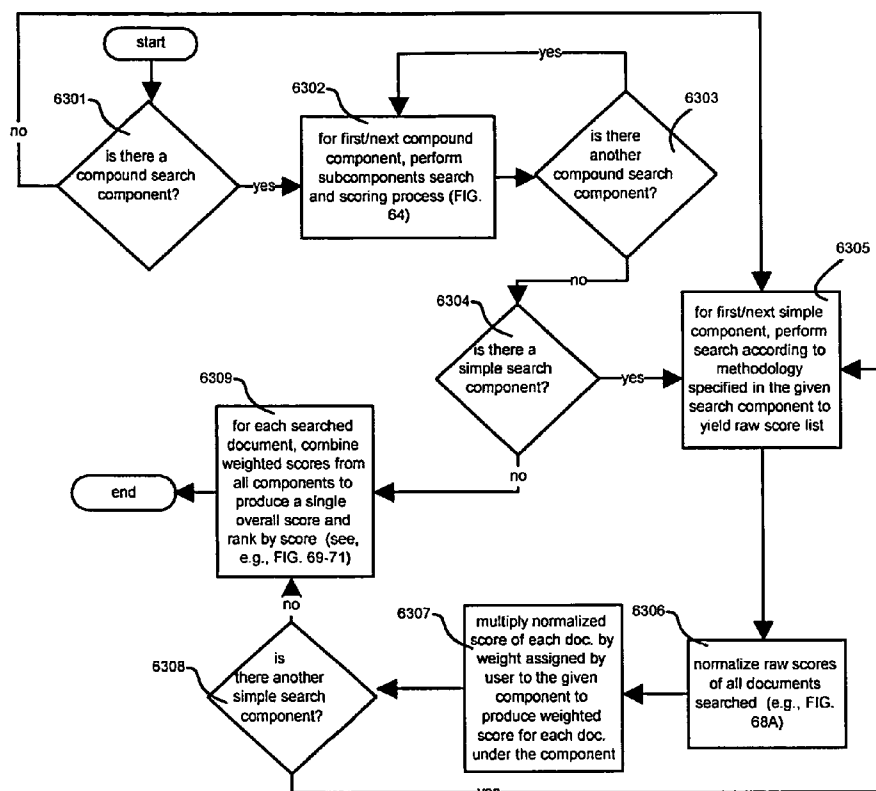 start
6301
no
is there a
compound search
component?
yes
6302
for first/next compound
component, perform
subcomponents search
and scoring process (FIG.
64)
yes
6303
is there
another
compound search
component?
no
6304
is there a
simple search
component?
yes
no
6305
for first/next simple
component, perform
search according to
methodology
specified in the given
search component to
yield raw score list
6306
normalize raw scores
of all documents
searched (e.g., FIG.
68A)
6307
multiply normalized
score of each doc. by
weight assigned by
user to the given
component to
produce weighted
score for each doc.
under the component
6308
is
there another
simple search
component?
yes
no
6309
for each searched
document, combine
weighted scores from
all components to
produce a single
overall score and
rank by score (see,
e.g., FIG. 69-71)
end